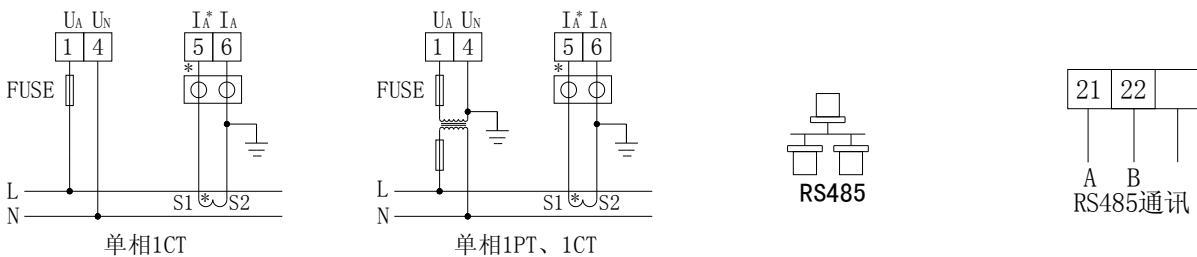 UA UN
IA* IA
1 4
5 6
*
FUSE
L
N
S1 * S2
单相1CT
UA UN
IA* IA
1 4
5 6
*
FUSE
L
N
S1 * S2
单相1PT、1CT
RS485
21 22
A B
RS485通讯